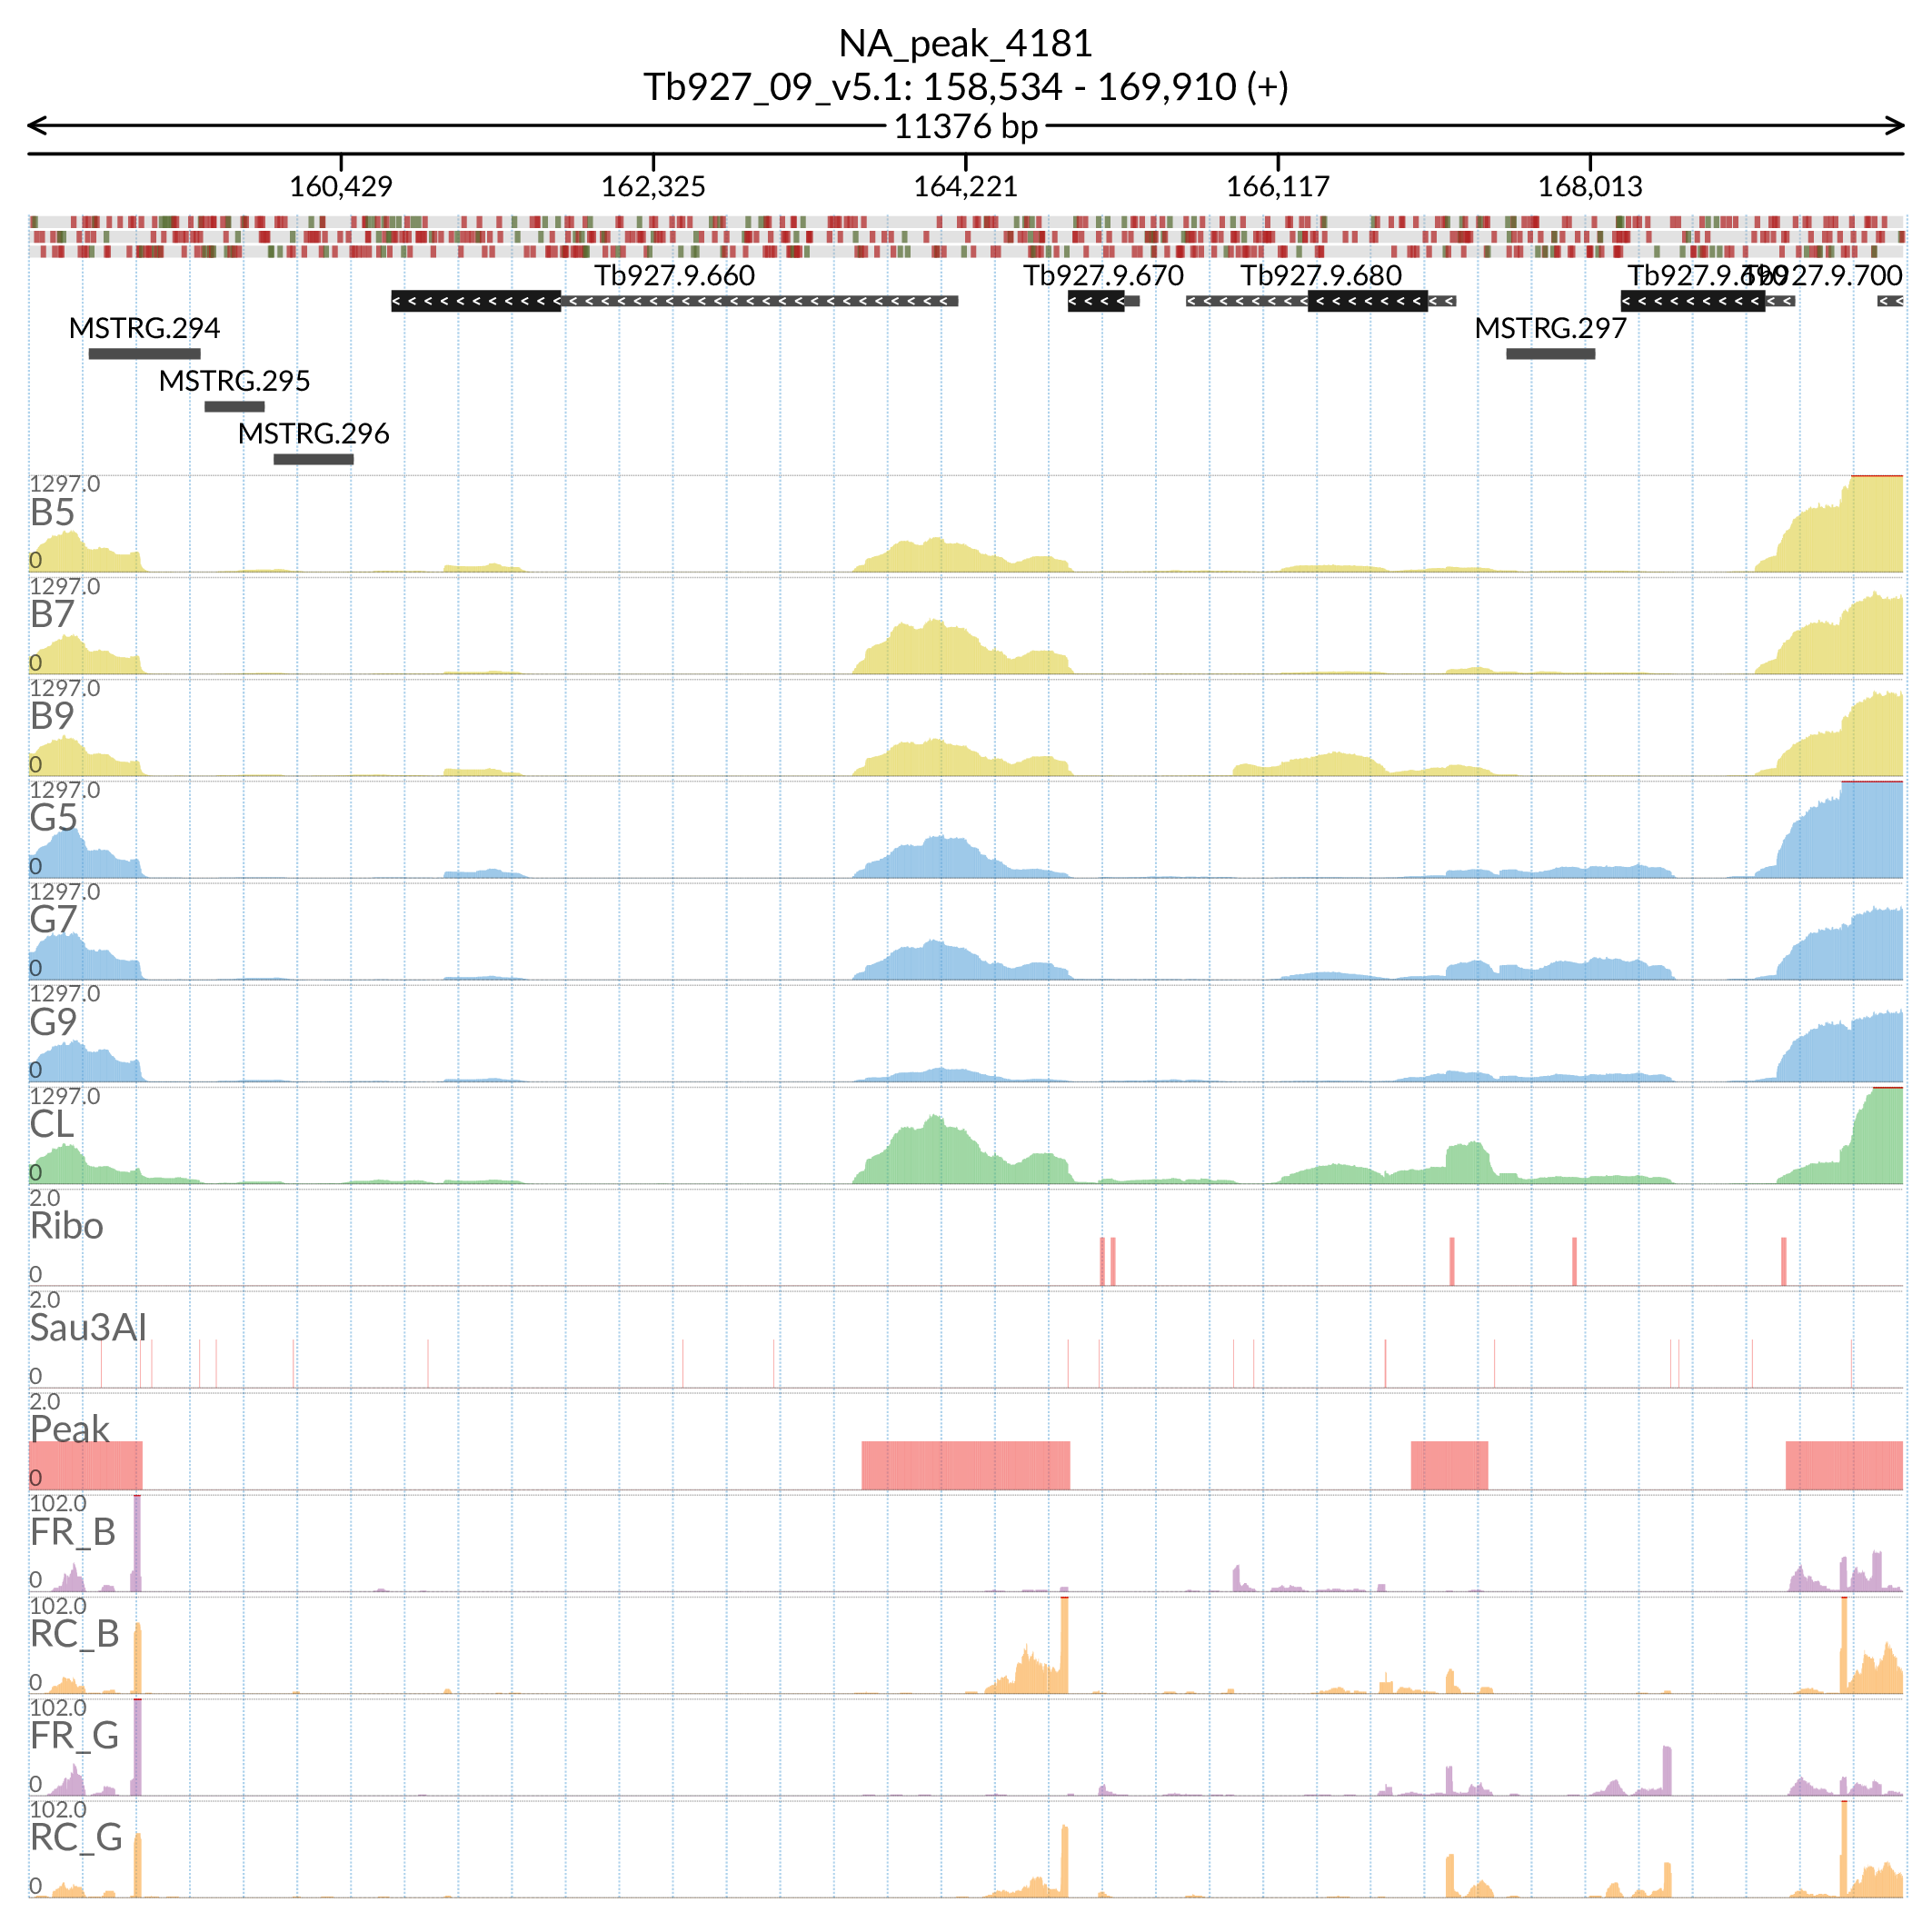 NA_peak_4181
Tb927_09_v5.1: 158,534 - 169,910 (+)
11376 bp
160,429 162,325 164,221 166,117 168,013
Tb927.9.660 Tb927.9.670 Tb927.9.680 Tb927.9.690 Tb927.9.700
MSTRG.294 MSTRG.297
MSTRG.295
MSTRG.296
1297.0
B5
0
1297.0
B7
0
1297.0
B9
0
1297.0
G5
0
1297.0
G7
0
1297.0
G9
0
1297.0
CL
0
2.0
Ribo
0
2.0
Sau3AI
0
2.0
Peak
0
102.0
FR_B
0
102.0
RC_B
0
102.0
FR_G
0
102.0
RC_G
0